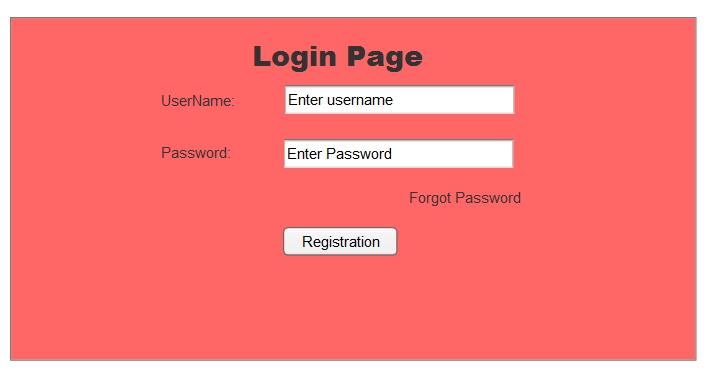 Login Page
UserName: Enter username
Password: Enter Password
Forgot Password
Registration